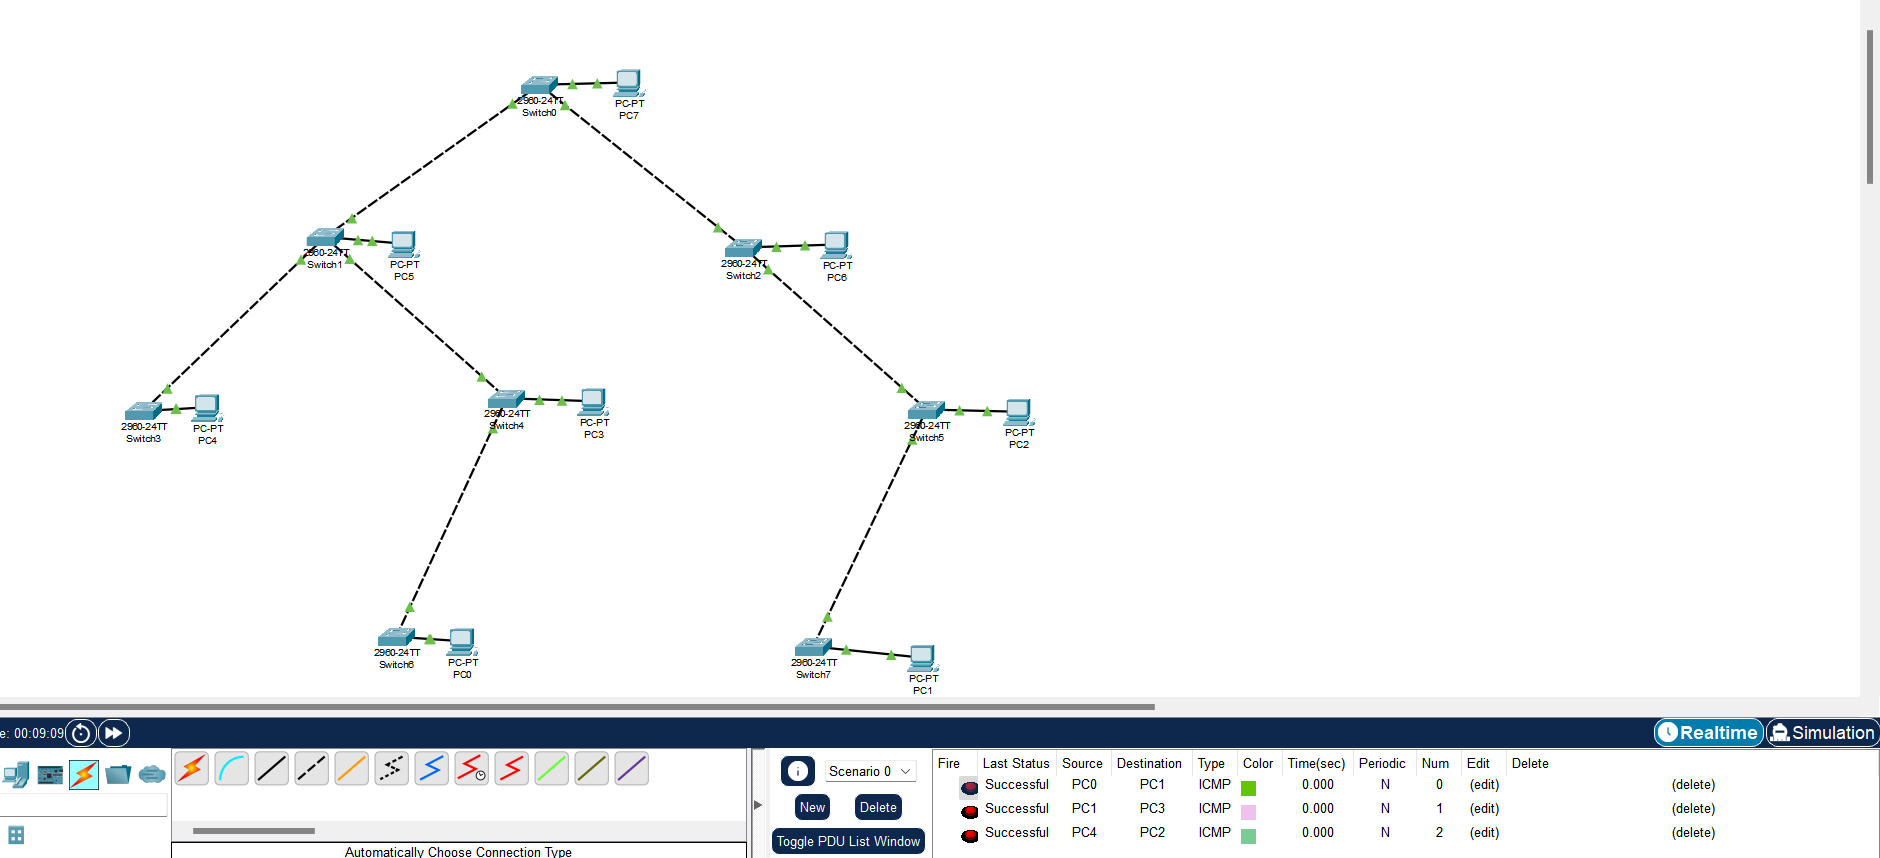 2960-24TT
Switch0
PC-PT
PC7
2960-24TT
Switch1
PC-PT
PC5
2960-24TT
Switch2
PC-PT
PC6
2960-24TT
Switch3
PC-PT
PC4
2960-24TT
Switch4
PC-PT
PC3
2960-24TT
Switch5
PC-PT
PC2
2960-24TT
Switch6
PC-PT
PC0
2960-24TT
Switch7
PC-PT
PC1
e: 00:09:09
Realtime
Simulation
Scenario 0
New
Delete
Toggle PDU List Window
Automatically Choose Connection Type
Fire Last Status Source Destination Type Color Time(sec) Periodic Num Edit Delete
Successful PC0 PC1 ICMP 0.000 N 0 (edit) (delete)
Successful PC1 PC3 ICMP 0.000 N 1 (edit) (delete)
Successful PC4 PC2 ICMP 0.000 N 2 (edit) (delete)